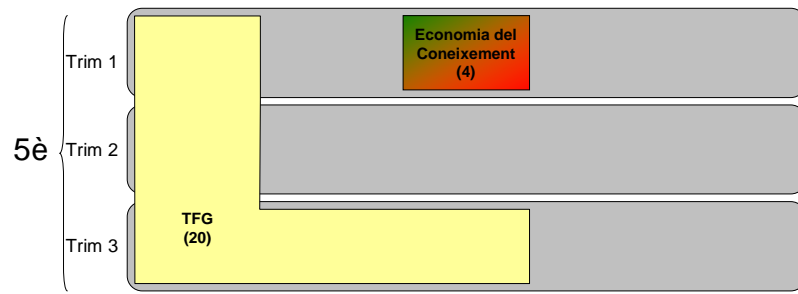 Economia del
Coneixement
(4)
Trim 1
5è
Trim 2
TFG
(20)
Trim 3